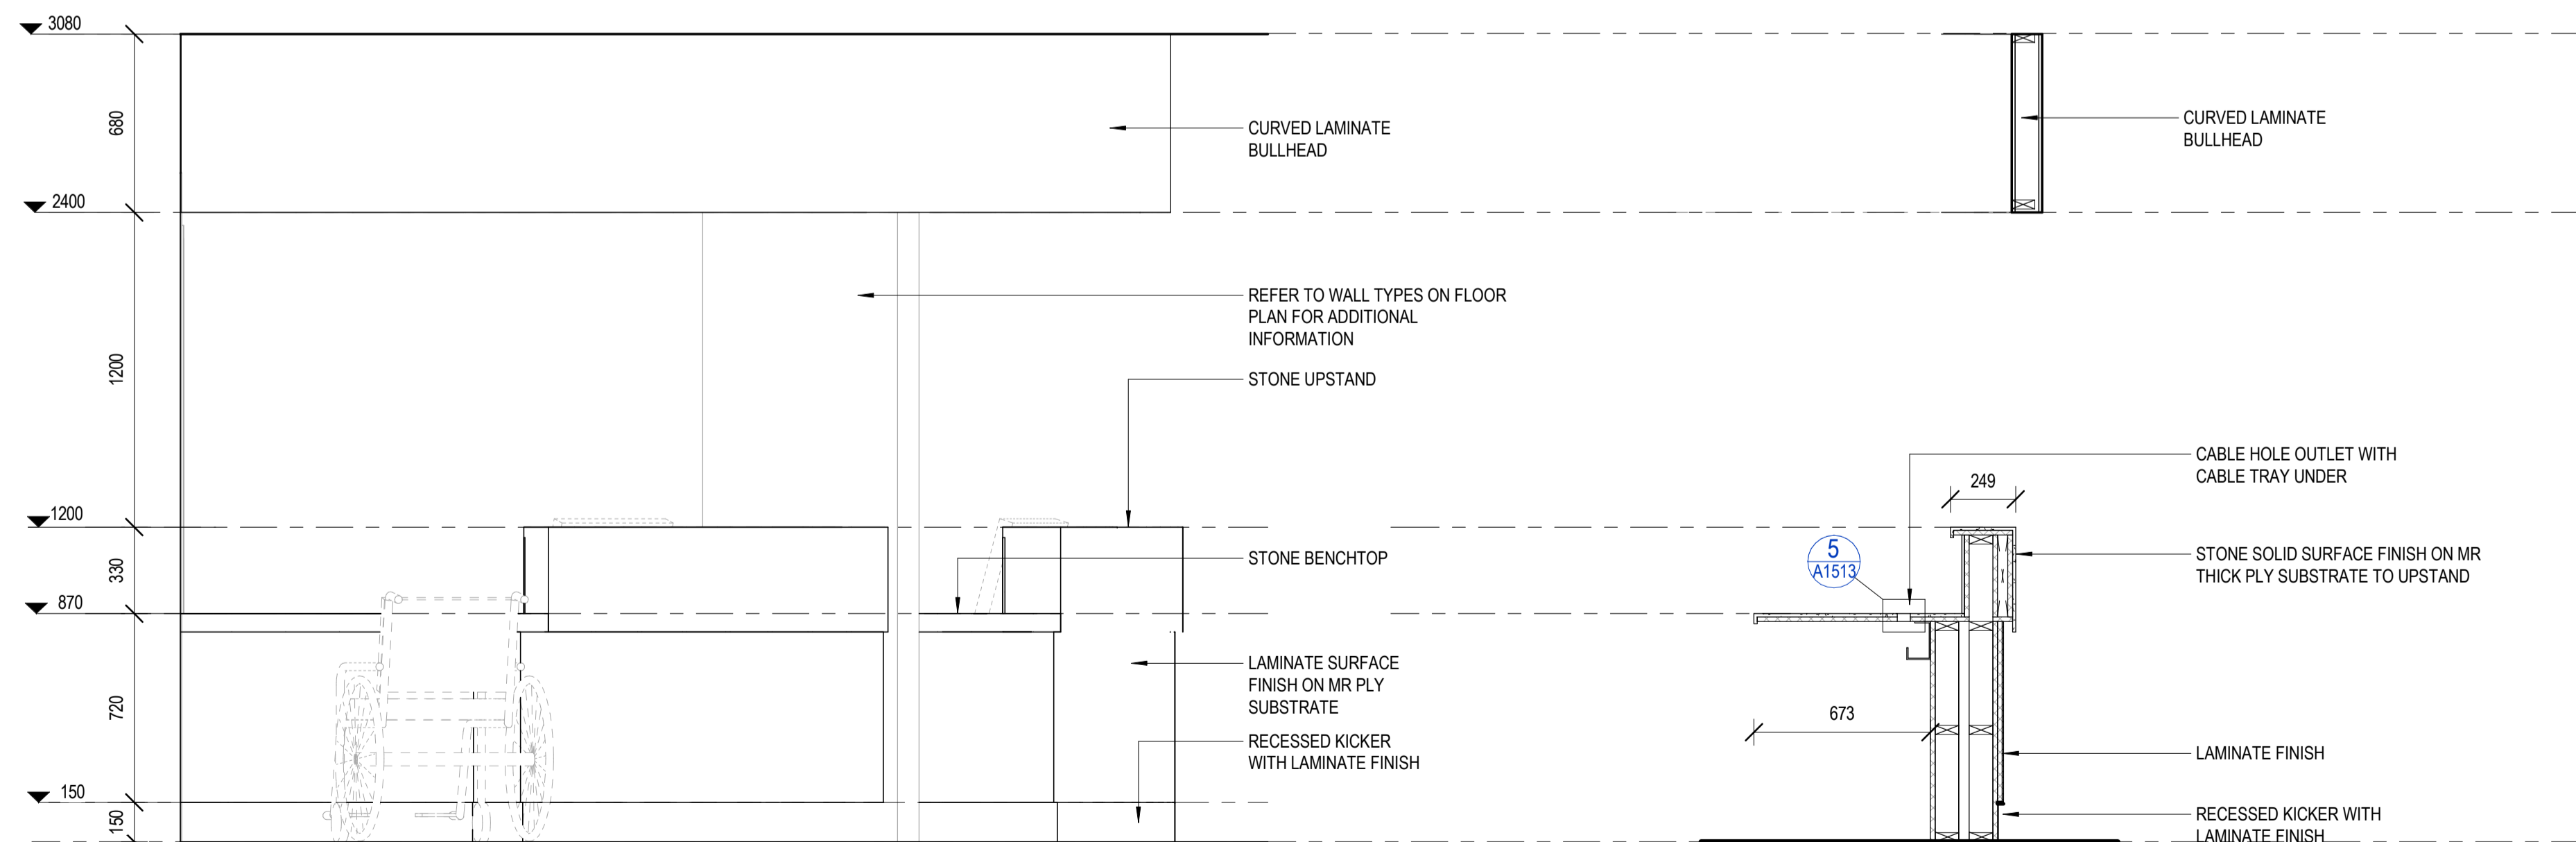 3080
680
CURVED LAMINATE
BULLHEAD
CURVED LAMINATE
BULLHEAD
2400
REFER TO WALL TYPES ON FLOOR
PLAN FOR ADDITIONAL
INFORMATION
1200
STONE UPSTAND
CABLE HOLE OUTLET WITH
CABLE TRAY UNDER
249
1200
330
STONE BENCHTOP
5
A1513
STONE SOLID SURFACE FINISH ON MR
THICK PLY SUBSTRATE TO UPSTAND
870
720
LAMINATE SURFACE
FINISH ON MR PLY
SUBSTRATE
673
RECESSED KICKER
WITH LAMINATE FINISH
LAMINATE FINISH
150
150
RECESSED KICKER WITH
LAMINATE FINISH